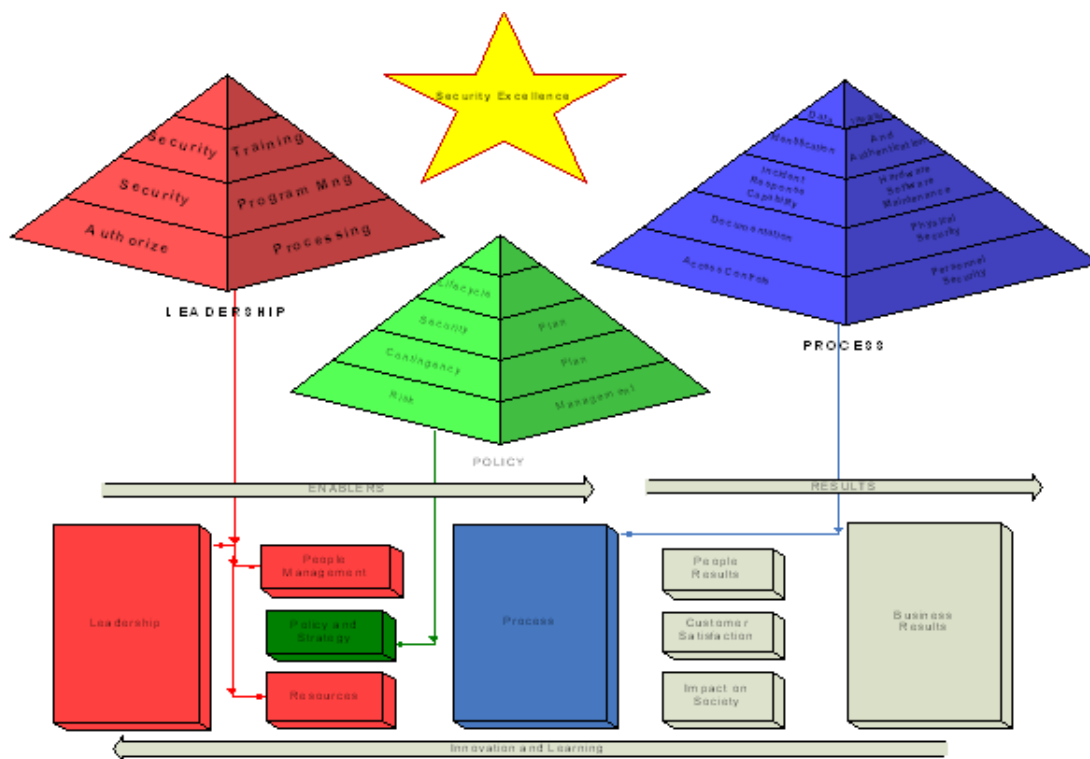 Security Excellence
Security Training
Security Program Mng
Authorize Processing
LEADERSHIP
Data
Identification And Authentication
Incident Response Capability
Hardware Software Maintenance
Documentation
Physical Security
Access Controls
Personnel Security
PROCESS
Lifecycle
Security Plan
Contingency Plan
Risk Management
POLICY
ENABLERS
RESULTS
Leadership
People
Management
Policy and
Strategy
Resources
Process
People
Results
Customer
Satisfaction
Impact on
Society
Business
Results
Innovation and Learning